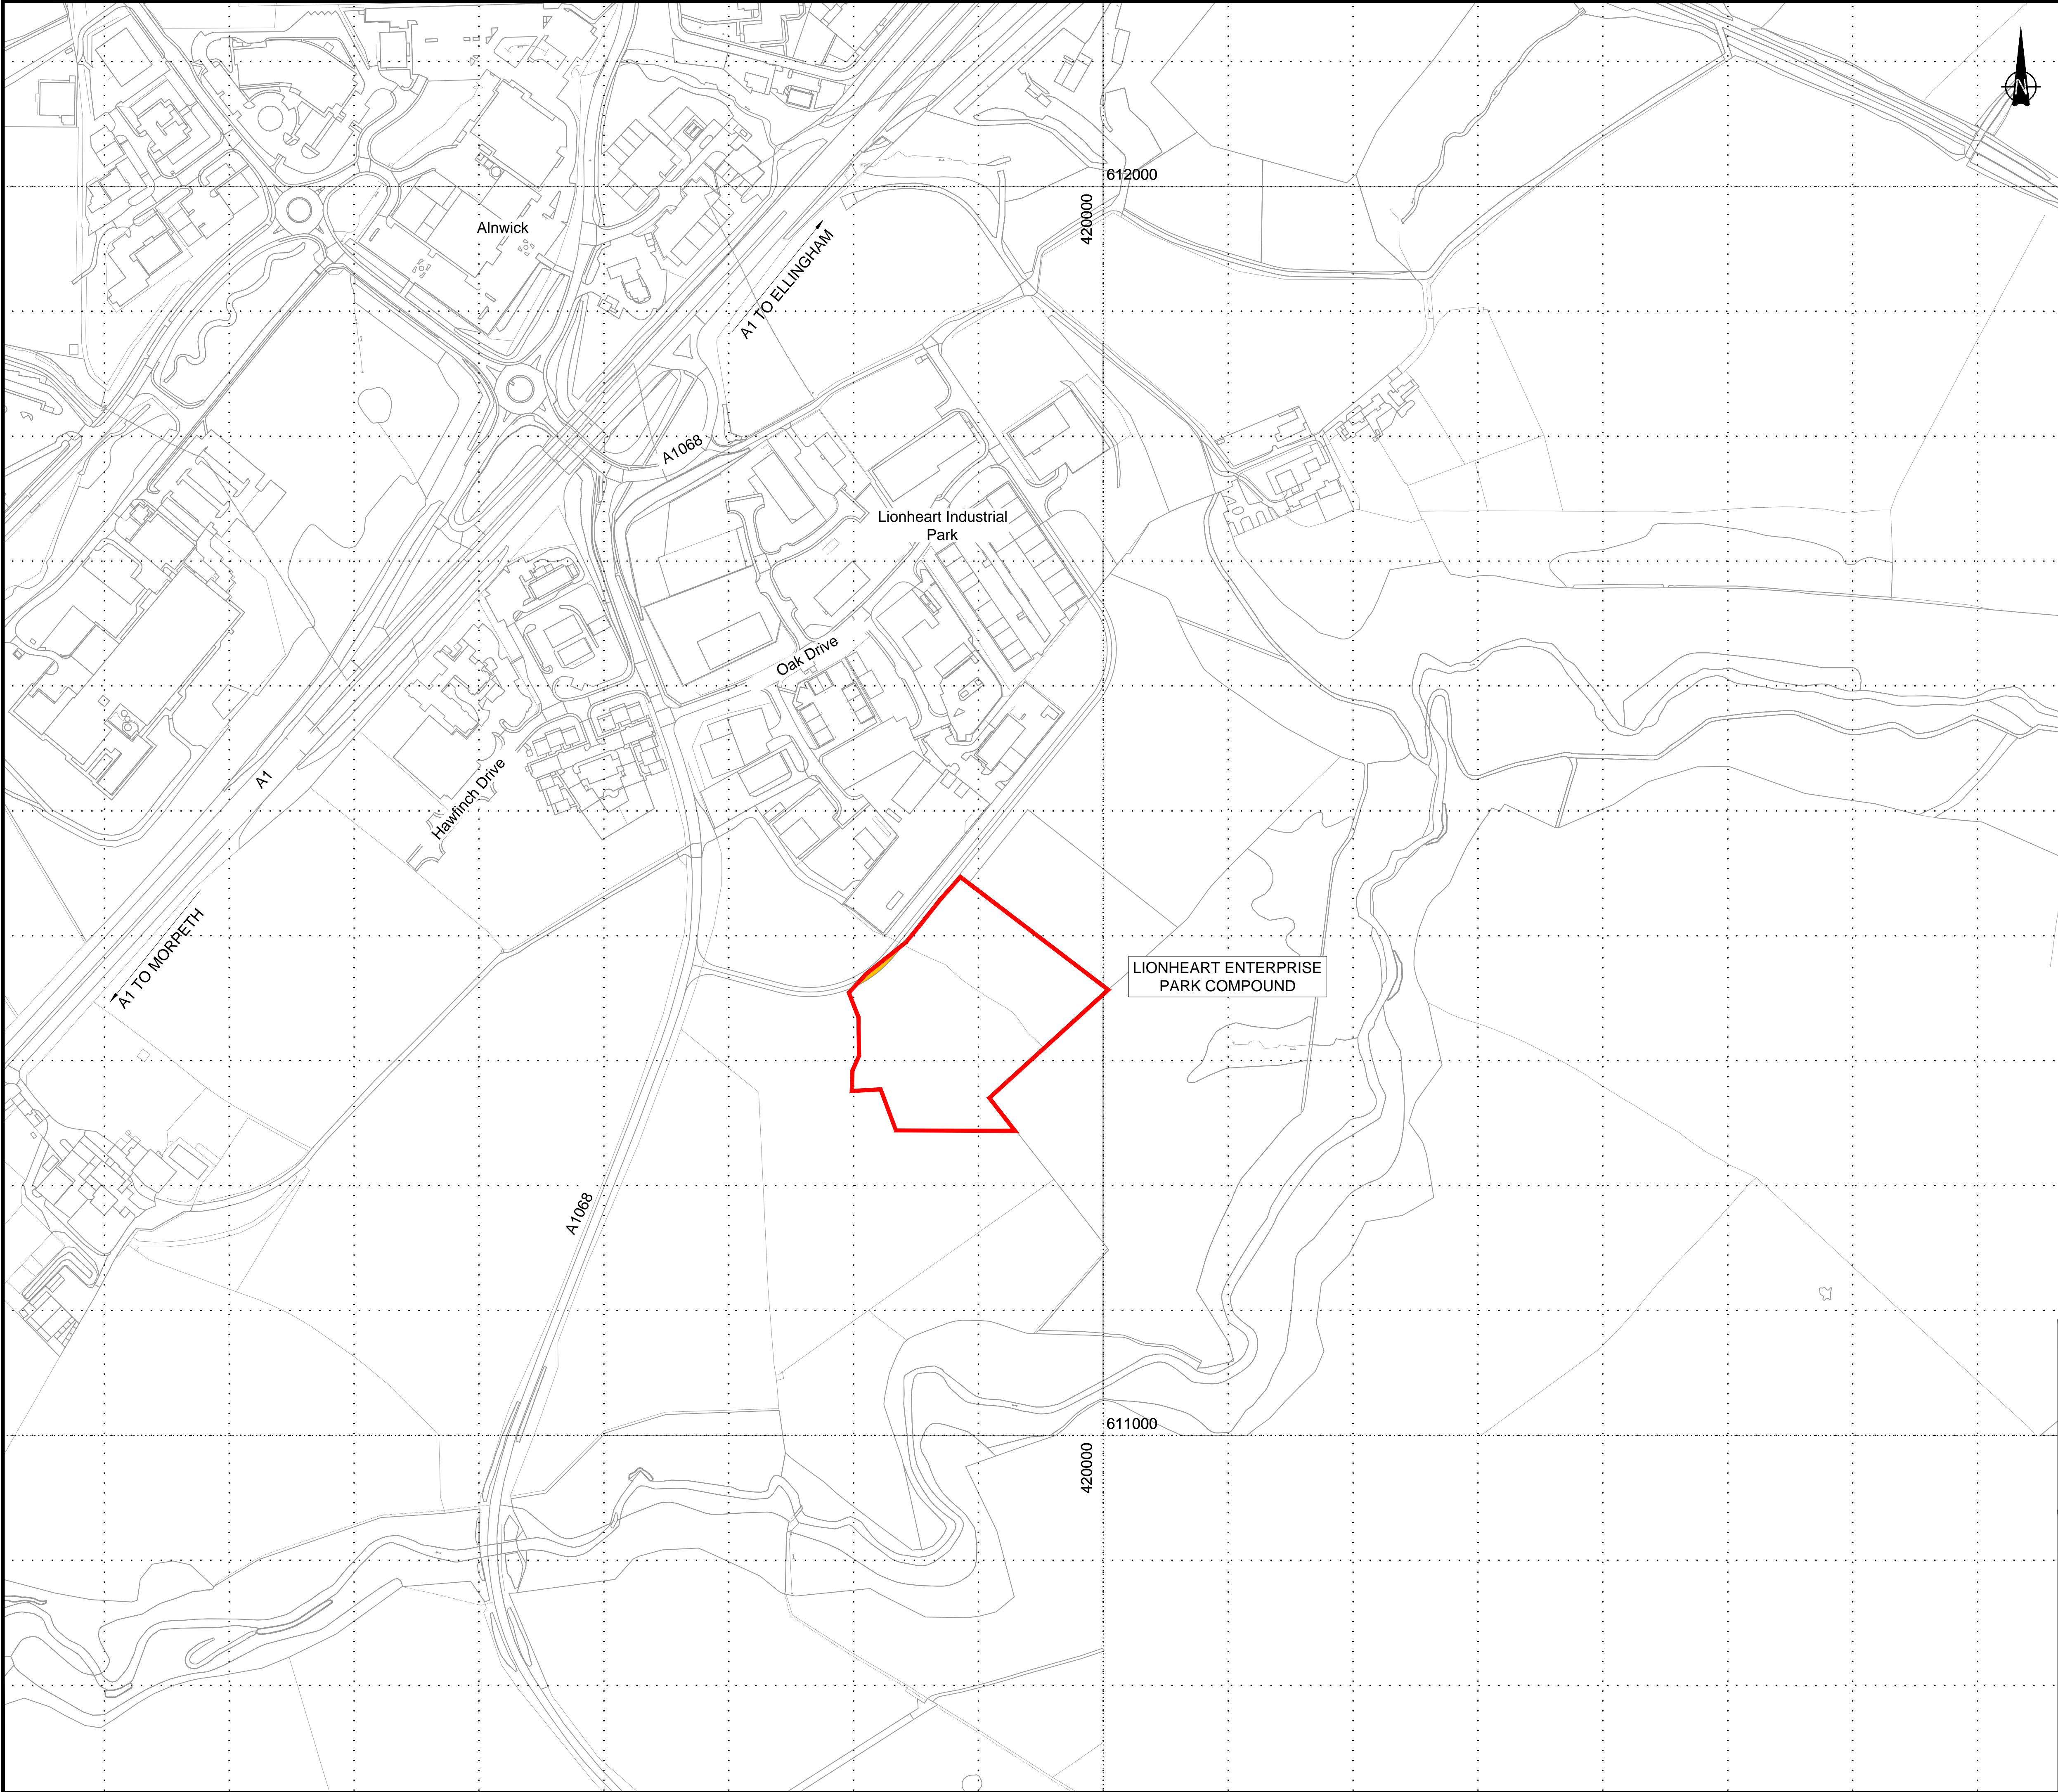 N
612000
420000
Alnwick
A1 TO ELLINGHAM
A1068
Lionheart Industrial
Park
Oak Drive
A1
Hawfinch Drive
A1 TO MORPETH
LIONHEART ENTERPRISE
PARK COMPOUND
A1068
611000
420000